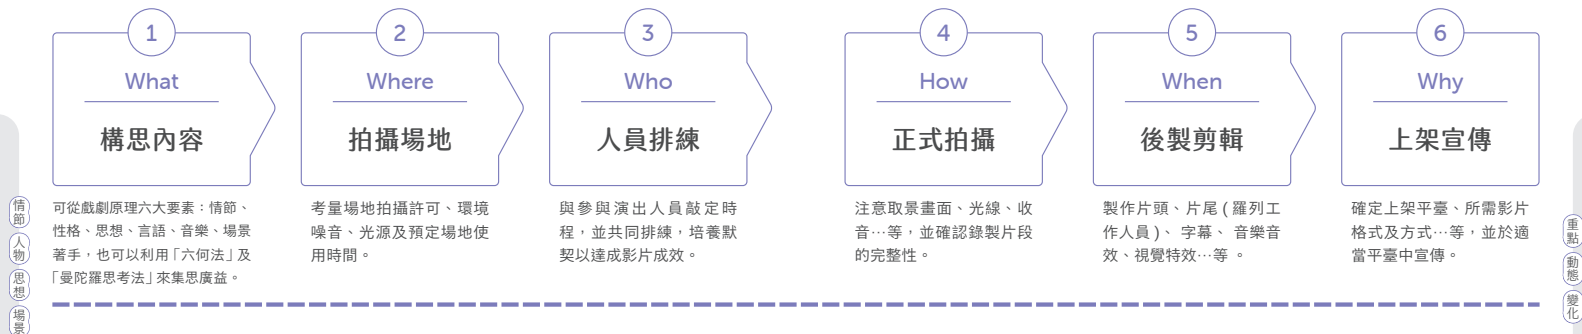 1
What
構思內容
可從戲劇原理六大要素：情節、
性格、思想、言語、音樂、場景
著手，也可以利用「六何法」及
「曼陀羅思考法」來集思廣益。
2
Where
拍攝場地
考量場地拍攝許可、環境
噪音、光源及預定場地使
用時間。
3
Who
人員排練
與參與演出人員敲定時
程，並共同排練，培養默
契以達成影片成效。
4
How
正式拍攝
注意取景畫面、光線、收
音…等，並確認錄製片段
的完整性。
5
When
後製剪輯
製作片頭、片尾(羅列工
作人員)、字幕、音樂音
效、視覺特效…等。
6
Why
上架宣傳
確定上架平臺、所需影片
格式及方式…等，並於適
當平臺中宣傳。
情節
人物
思想
場景
重點
動態
變化